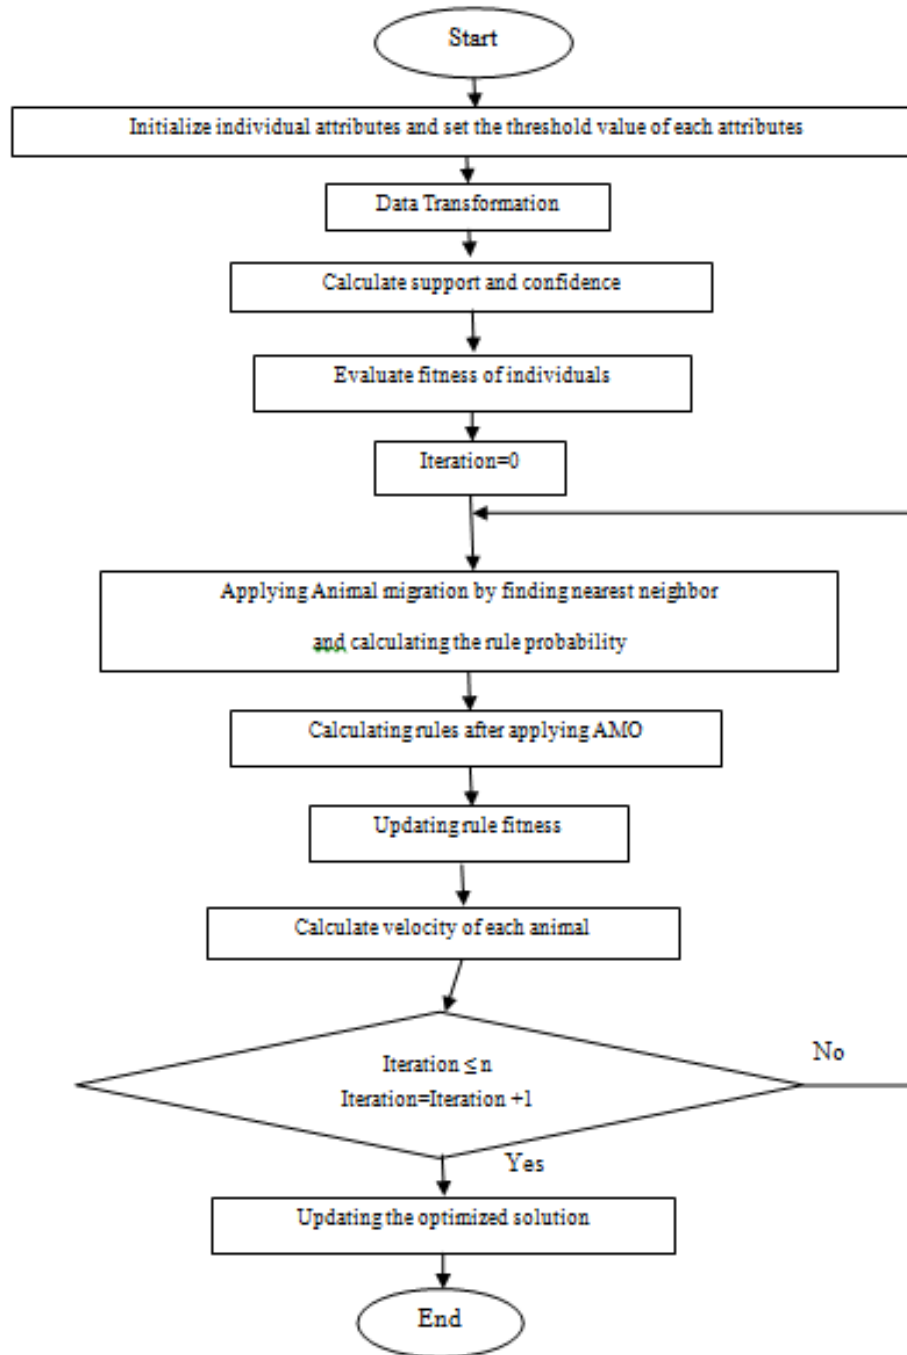 Start
Initialize individual attributes and set the threshold value of each attributes
Data Transformation
Calculate support and confidence
Evaluate fitness of individuals
Iteration=0
Applying Animal migration by finding nearest neighbor
and calculating the rule probability
Calculating rules after applying AMO
Updating rule fitness
Calculate velocity of each animal
No
Iteration ≤ n
Iteration=Iteration +1
Yes
Updating the optimized solution
End